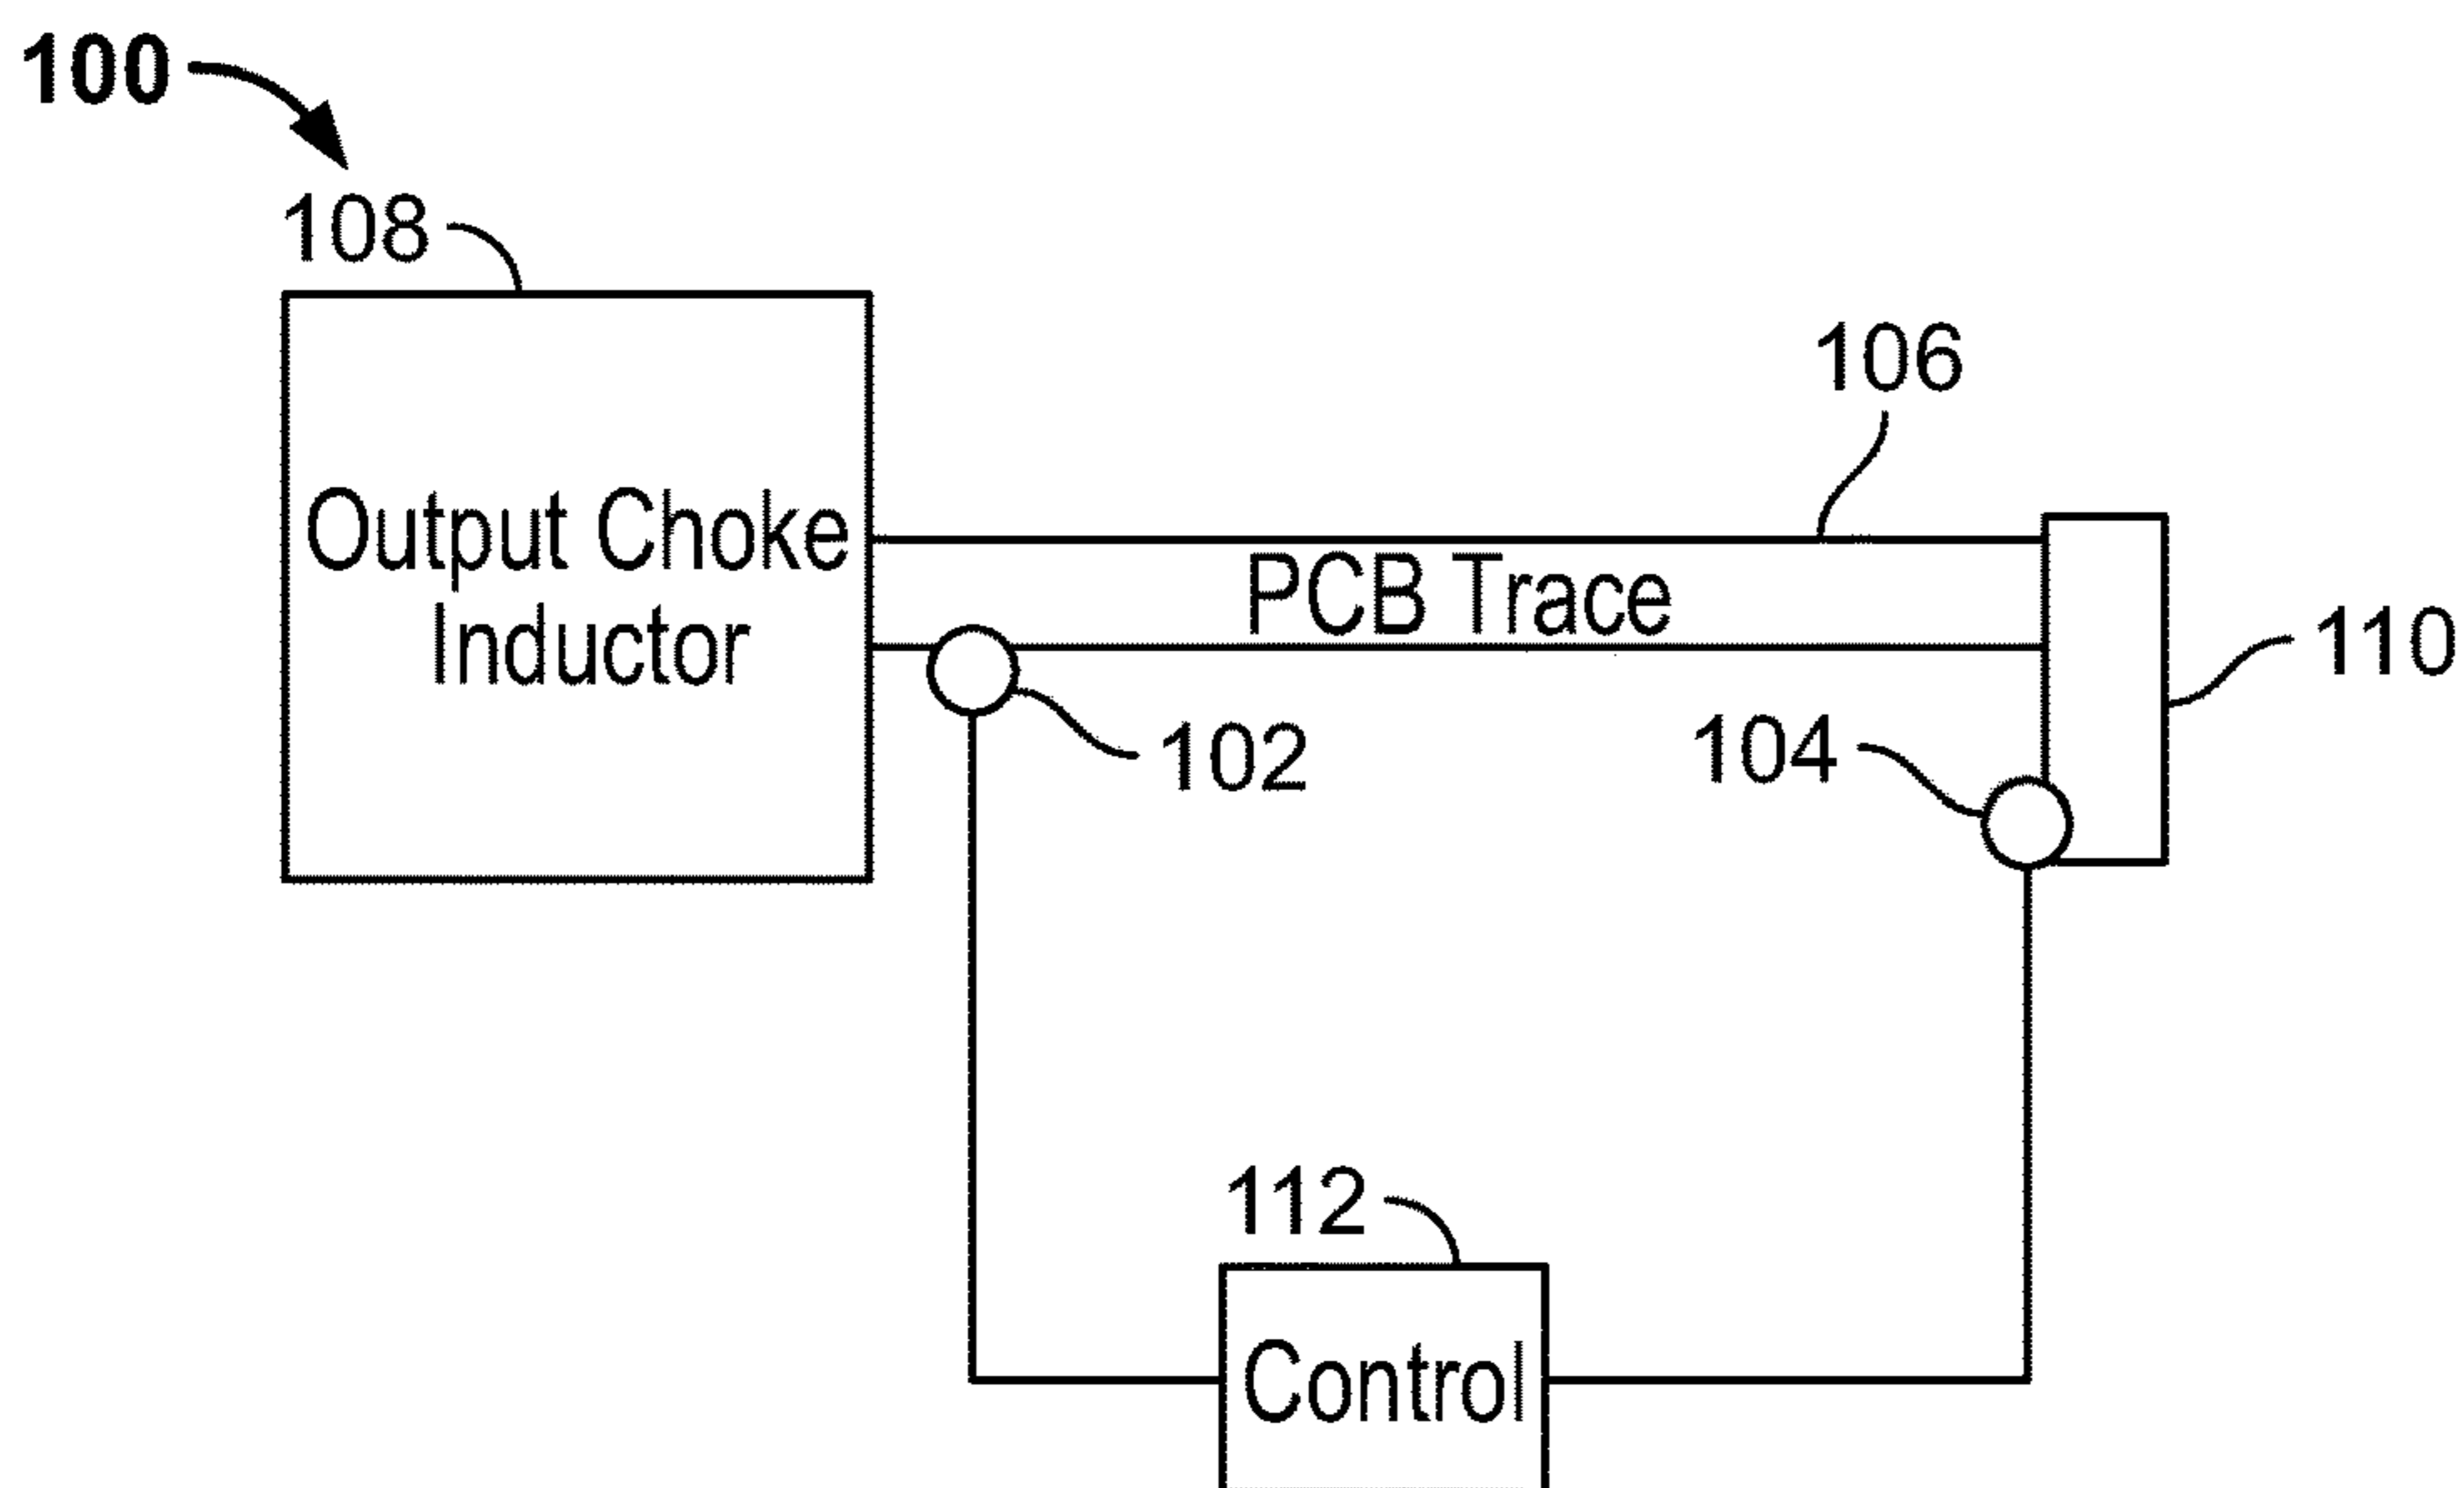 100
108
106
Output Choke
Inductor
PCB Trace
110
102
104
112
Control